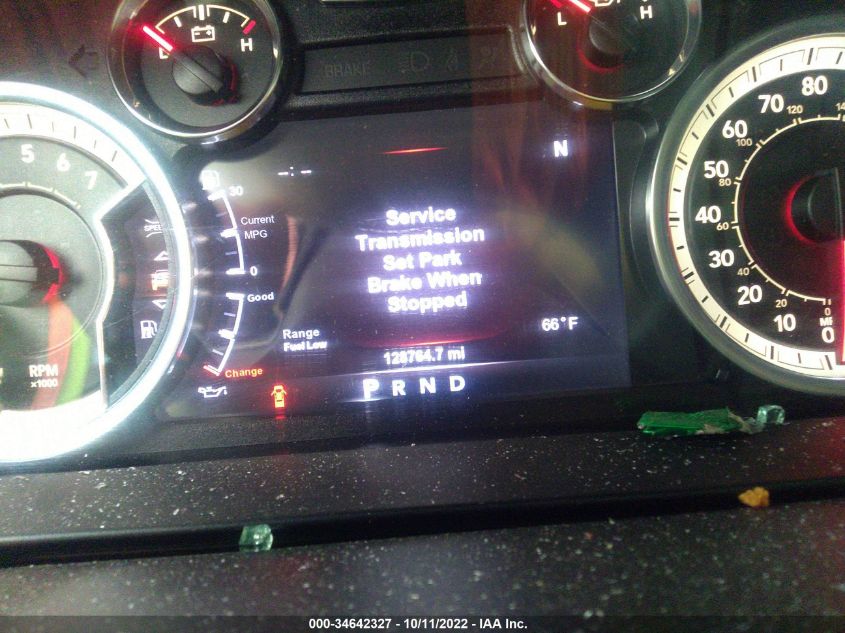 L H
BRAKE
L H
5 6 7
RPM
x1000
N
30
Current
MPG
0
Good
Change
Service
Transmission
Set Park
Brake When
Stopped
Range
Fuel Low
66°F
128764.7 mi
P R N D
80
70
60
50
40
30
20
10
0
120
100
80
60
40
20
0
000-34642327 - 10/11/2022 - IAA Inc.